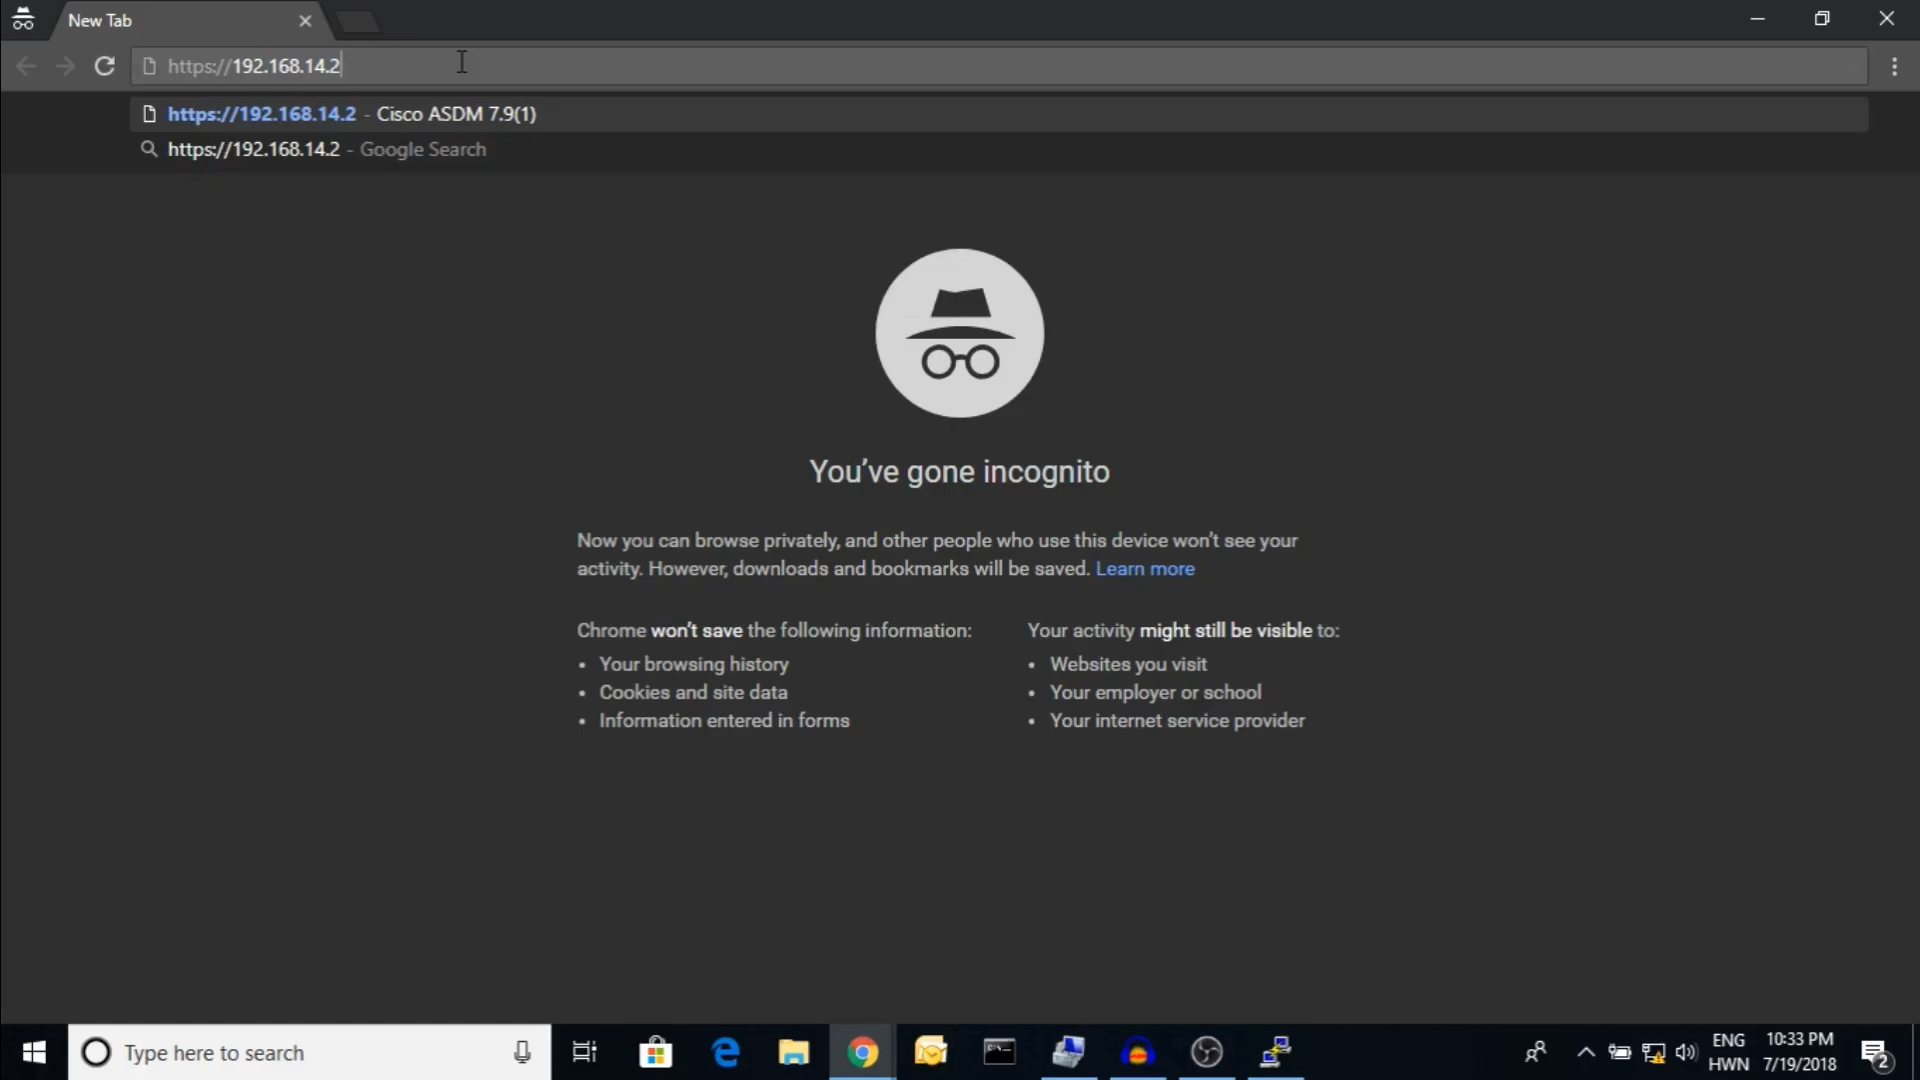 New Tab
https://192.168.14.2
https://192.168.14.2 - Cisco ASDM 7.9(1)
https://192.168.14.2 - Google Search
You've gone incognito
Now you can browse privately, and other people who use this device won't see your
activity. However, downloads and bookmarks will be saved. Learn more
Chrome won't save the following information:
• Your browsing history
• Cookies and site data
• Information entered in forms
Your activity might still be visible to:
• Websites you visit
• Your employer or school
• Your internet service provider
Type here to search
ENG
HWN
10:33 PM
7/19/2018
2